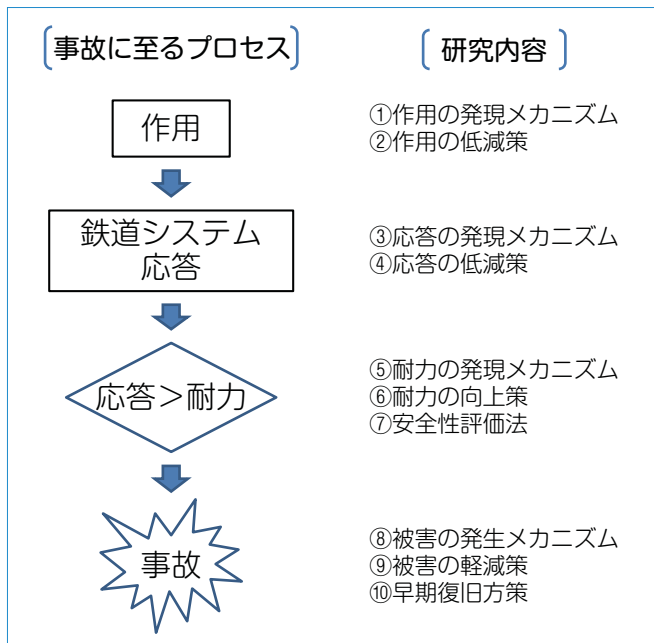 事故に至るプロセス
研究内容
作用
①作用の発現メカニズム
②作用の低減策
鉄道システム
応答
③応答の発現メカニズム
④応答の低減策
応答＞耐力
⑤耐力の発現メカニズム
⑥耐力の向上策
⑦安全性評価法
事故
⑧被害の発生メカニズム
⑨被害の軽減策
⑩早期復旧方策